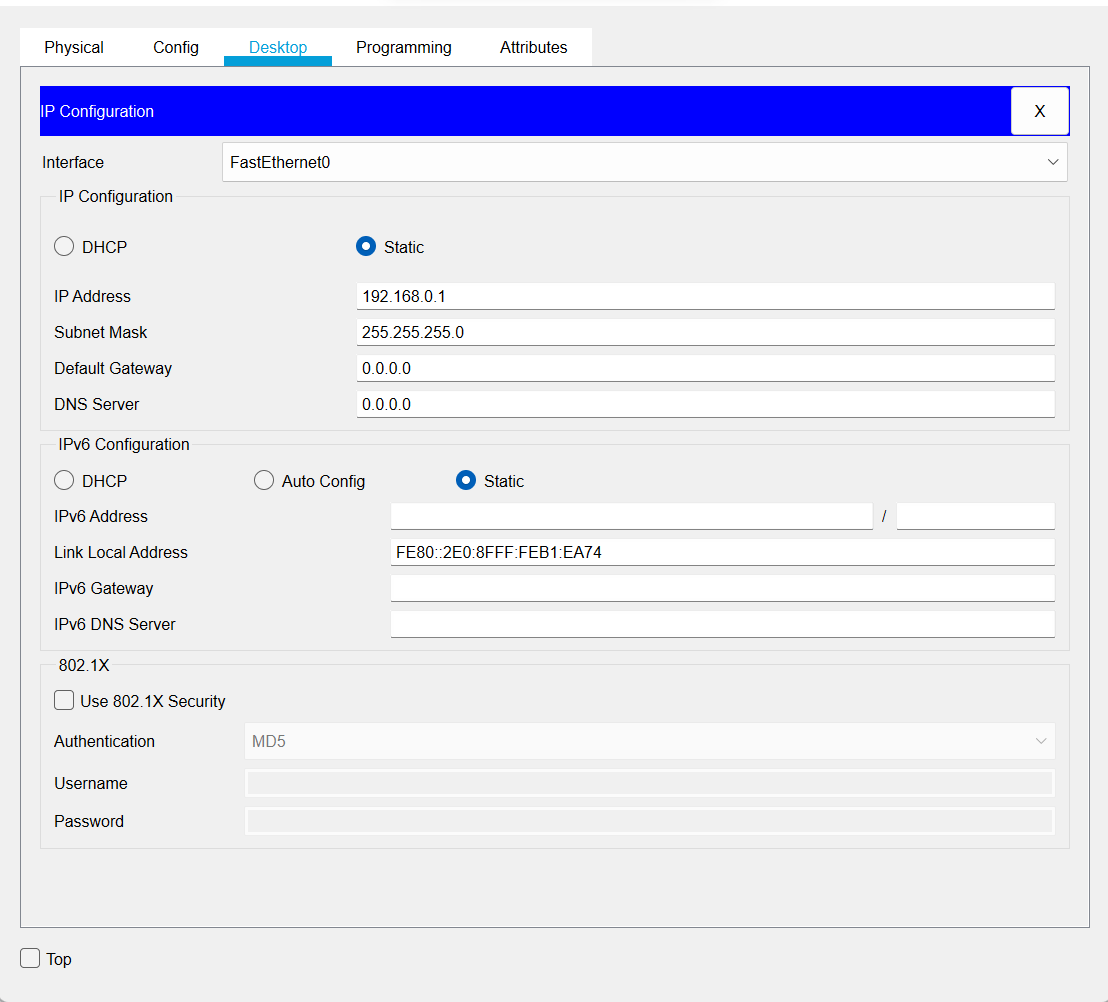 Physical Config Desktop Programming Attributes
IP Configuration X
Interface FastEthernet0
IP Configuration
DHCP Static
IP Address 192.168.0.1
Subnet Mask 255.255.255.0
Default Gateway 0.0.0.0
DNS Server 0.0.0.0
IPv6 Configuration
DHCP Auto Config Static
IPv6 Address /
Link Local Address FE80::2E0:8FFF:FEB1:EA74
IPv6 Gateway
IPv6 DNS Server
802.1X
Use 802.1X Security
Authentication MD5
Username
Password
Top